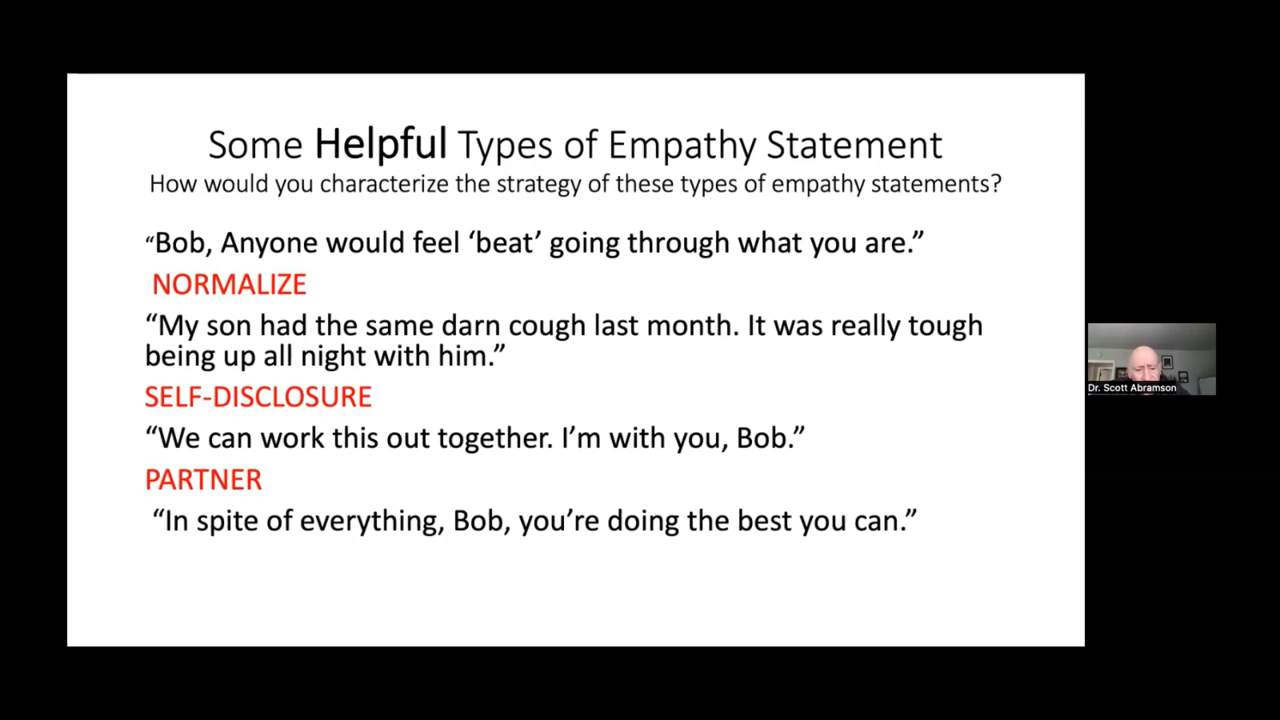 Some Helpful Types of Empathy Statement
How would you characterize the strategy of these types of empathy statements?
“Bob, Anyone would feel ‘beat’ going through what you are.”
NORMALIZE
“My son had the same darn cough last month. It was really tough
being up all night with him.”
SELF-DISCLOSURE
“We can work this out together. I’m with you, Bob.”
PARTNER
“In spite of everything, Bob, you’re doing the best you can.”
Dr. Scott Abramson